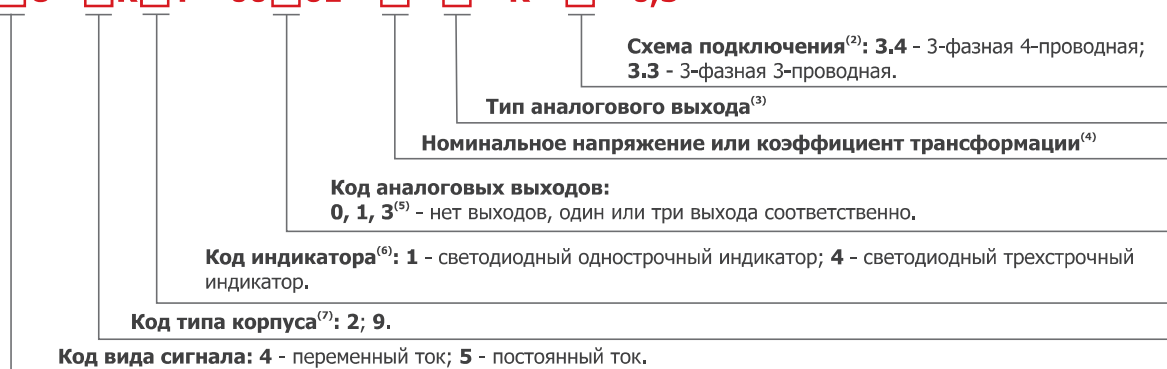 Схема подключения(2): 3.4 - 3-фазная 4-проводная;
3.3 - 3-фазная 3-проводная.
Тип аналогового выхода(3)
Номинальное напряжение или коэффициент трансформации(4)
Код аналоговых выходов:
0, 1, 3(5) - нет выходов, один или три выхода соответственно.
Код индикатора(6): 1 - светодиодный однострочный индикатор; 4 - светодиодный трехстрочный
индикатор.
Код типа корпуса(7): 2; 9.
Код вида сигнала: 4 - переменный ток; 5 - постоянный ток.